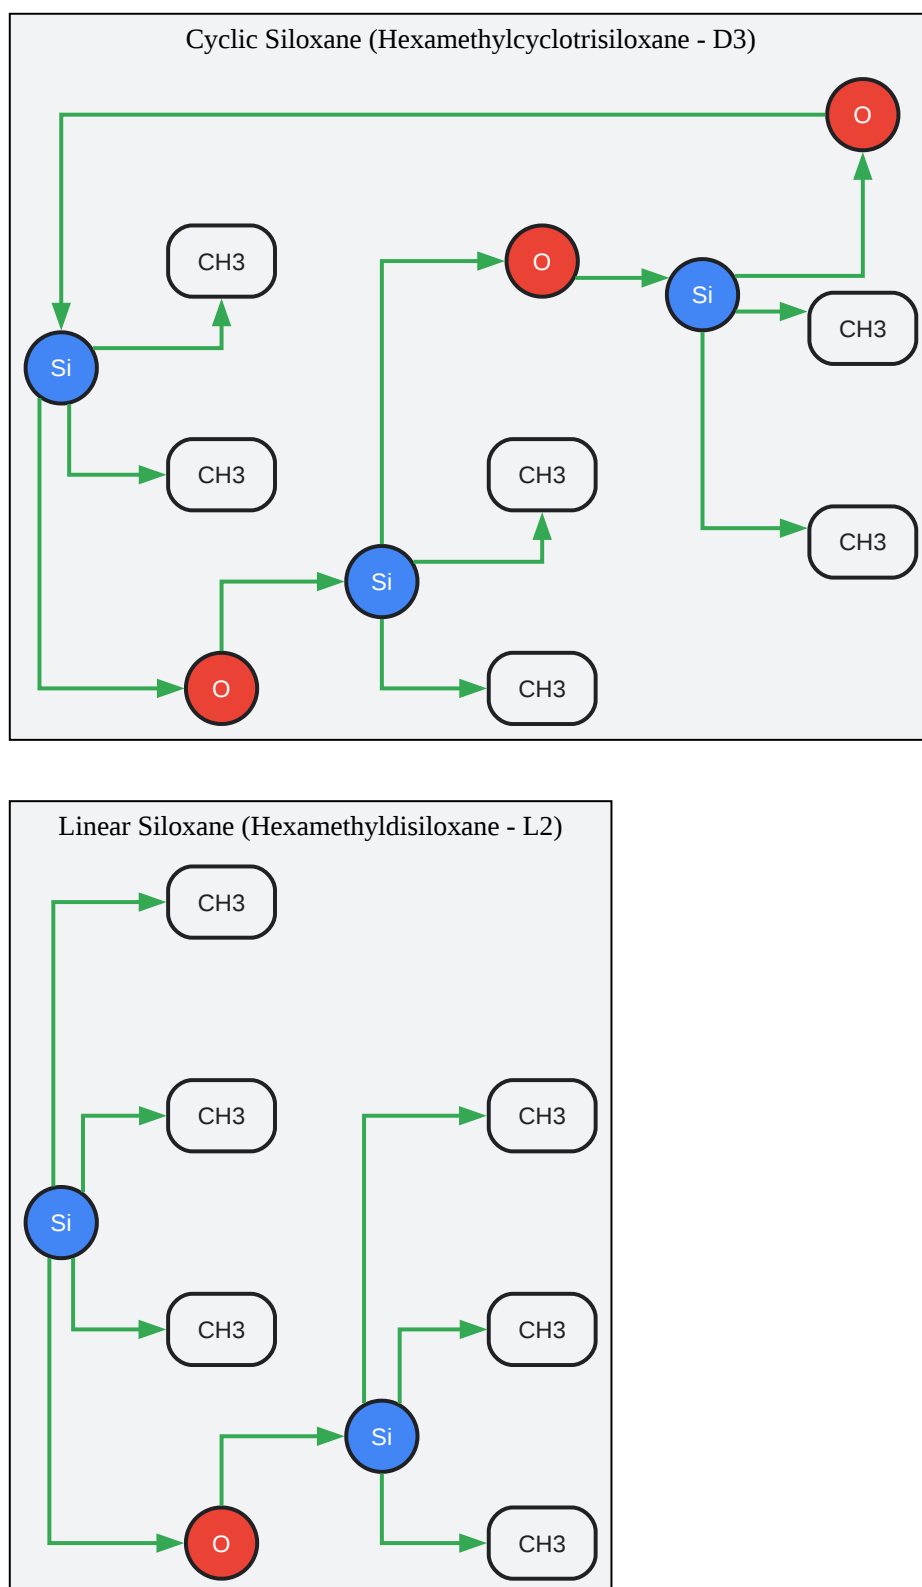 Cyclic Siloxane (Hexamethylcyclotrisiloxane - D3)
O
CH3
O
Si
CH3
Si
CH3
CH3
CH3
Si
O
CH3
Linear Siloxane (Hexamethyldisiloxane - L2)
CH3
CH3
CH3
Si
CH3
CH3
Si
O
CH3